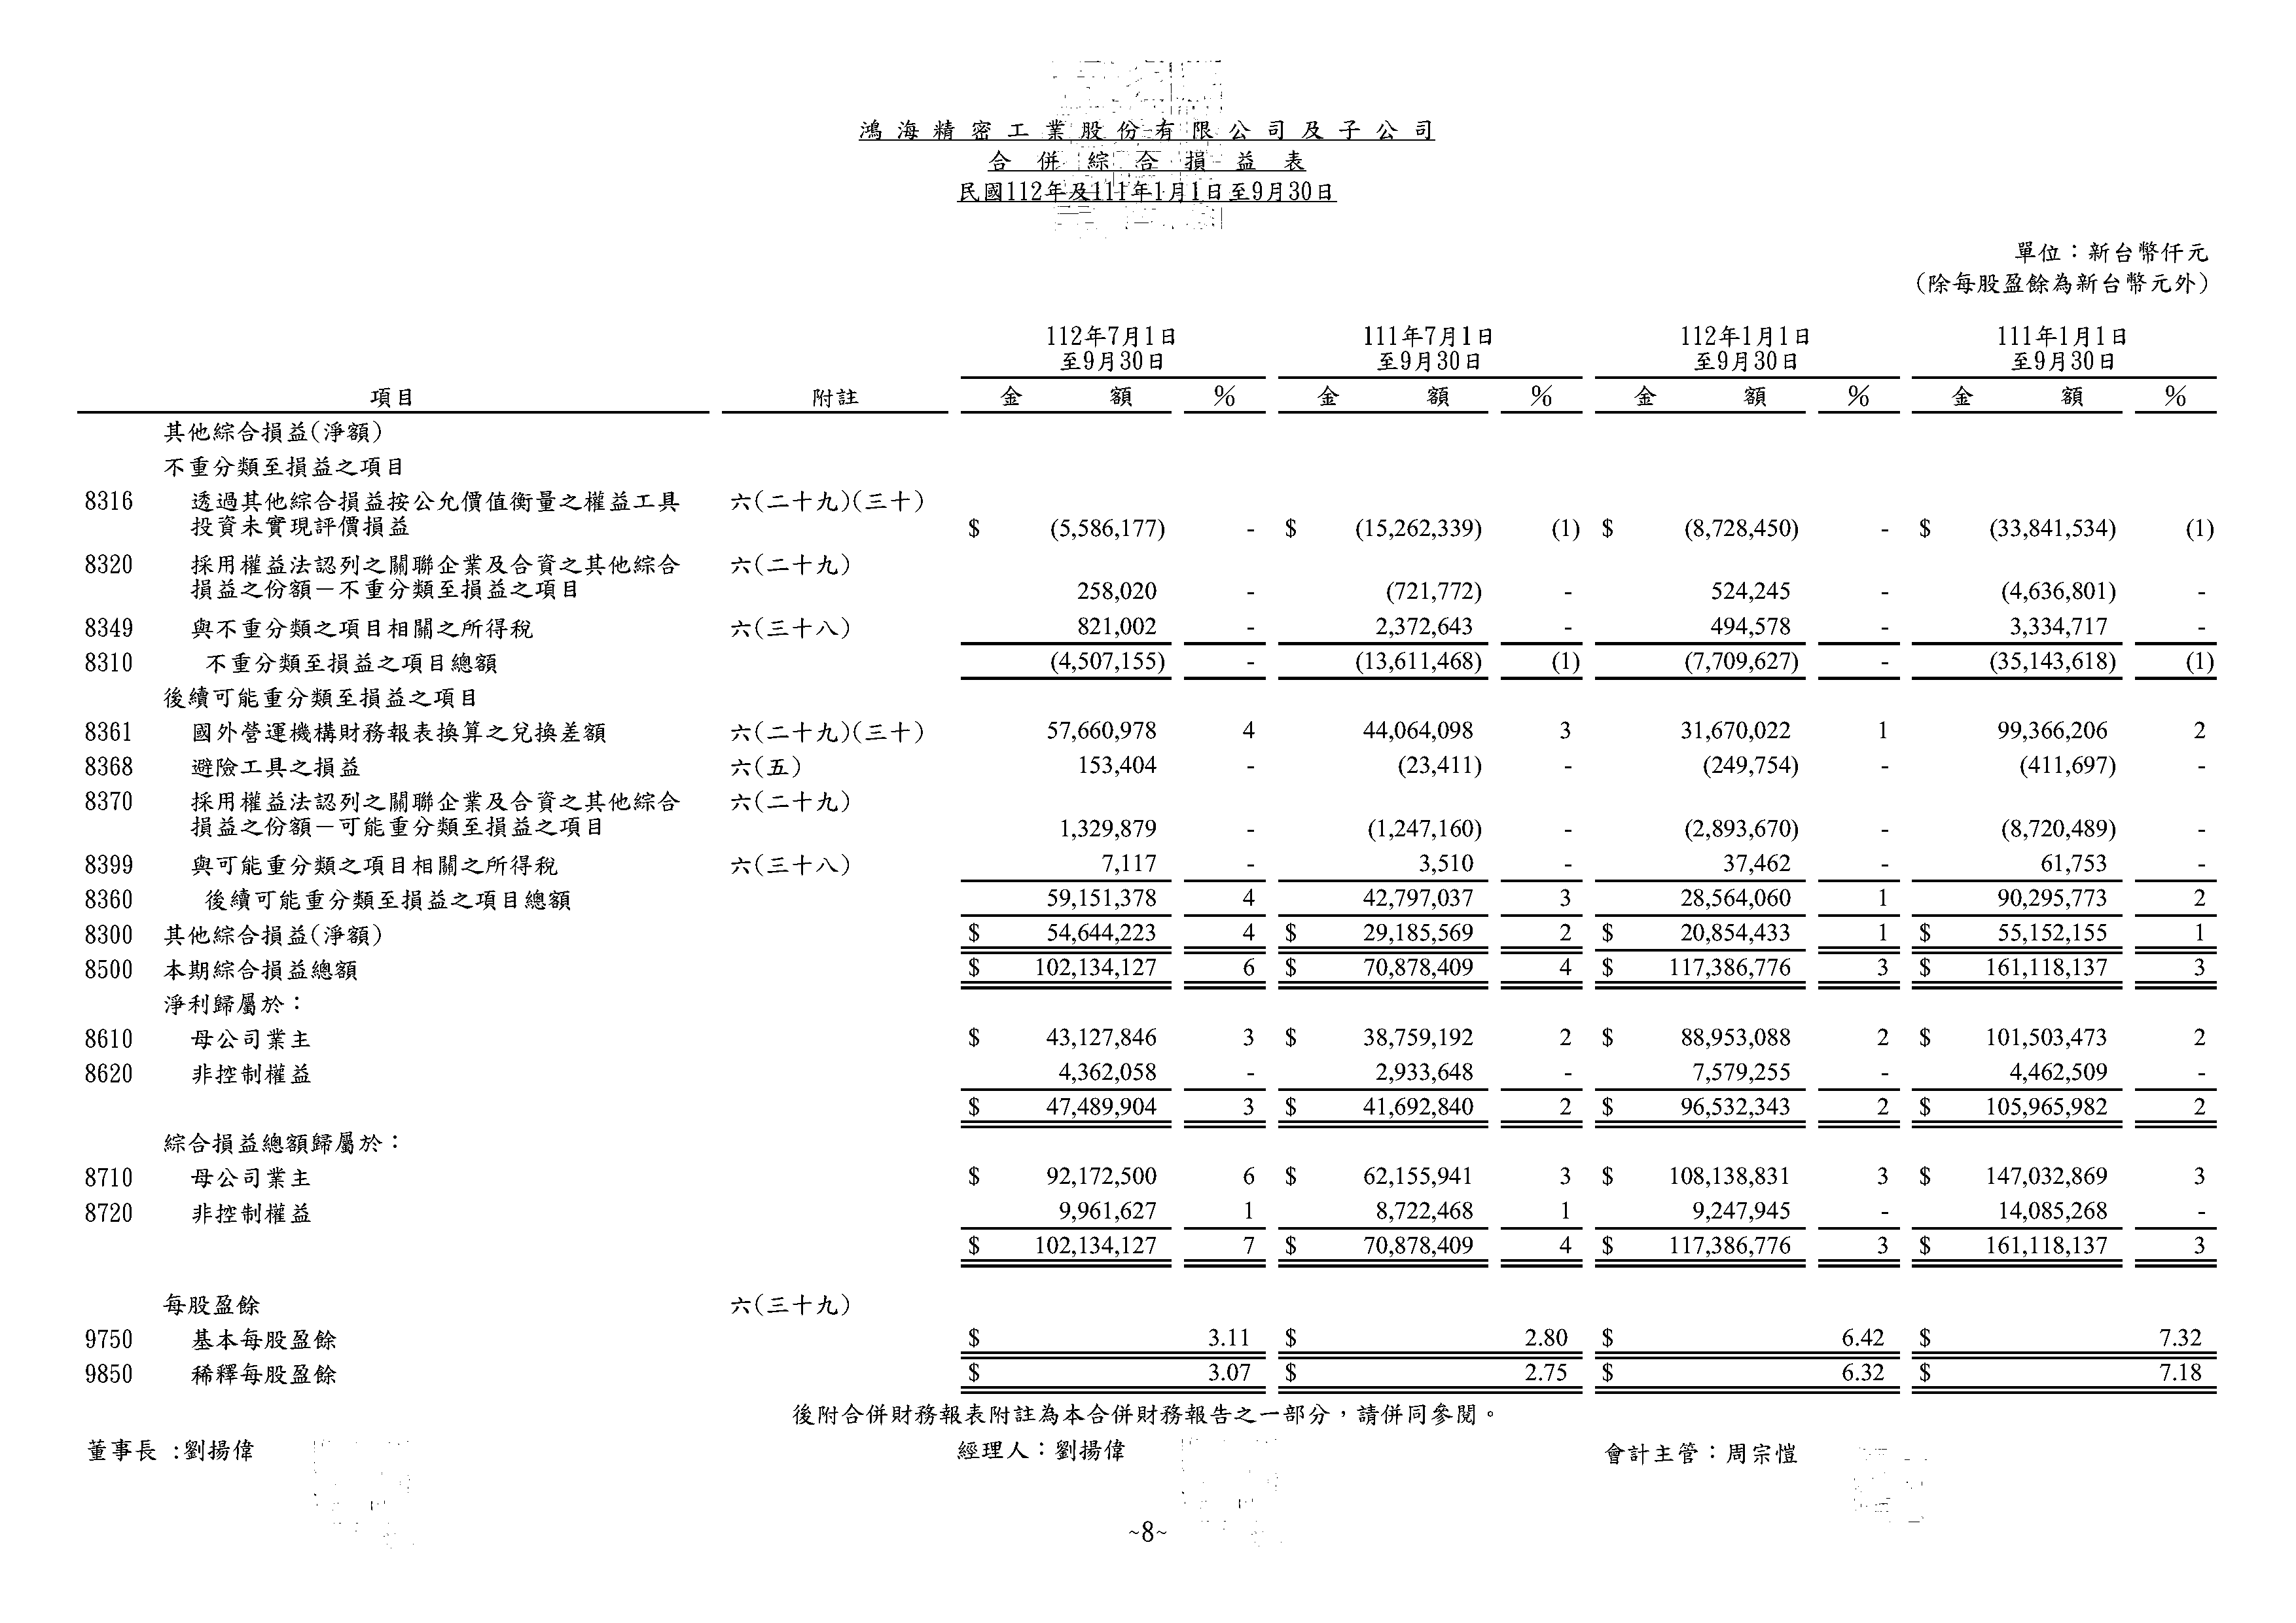 鴻海精密工業股份有限公司及子公司
合併綜合損益表
民國112年及111年1月1日至9月30日
單位：新台幣仟元
(除每股盈餘為新台幣元外)
112年7月1日 111年7月1日 112年1月1日 111年1月1日
至9月30日 至9月30日 至9月30日 至9月30日
項目 附註 金額 % 金額 % 金額 % 金額 %
其他綜合損益(淨額)
不重分類至損益之項目
8316 透過其他綜合損益按公允價值衡量之權益工具 六(二十九)(三十)
投資未實現評價損益 $ (5,586,177) - $ (15,262,339) (1) $ (8,728,450) - $ (33,841,534) (1)
8320 採用權益法認列之關聯企業及合資之其他綜合 六(二十九)
損益之份額－不重分類至損益之項目 258,020 - (721,772) - 524,245 - (4,636,801) -
8349 與不重分類之項目相關之所得稅 六(三十八) 821,002 - 2,372,643 - 494,578 - 3,334,717 -
8310 不重分類至損益之項目總額 (4,507,155) - (13,611,468) (1) (7,709,627) - (35,143,618) (1)
後續可能重分類至損益之項目
8361 國外營運機構財務報表換算之兌換差額 六(二十九)(三十) 57,660,978 4 44,064,098 3 31,670,022 1 99,366,206 2
8368 避險工具之損益 六(五) 153,404 - (23,411) - (249,754) - (411,697) -
8370 採用權益法認列之關聯企業及合資之其他綜合 六(二十九)
損益之份額－可能重分類至損益之項目 1,329,879 - (1,247,160) - (2,893,670) - (8,720,489) -
8399 與可能重分類之項目相關之所得稅 六(三十八) 7,117 - 3,510 - 37,462 - 61,753 -
8360 後續可能重分類至損益之項目總額 59,151,378 4 42,797,037 3 28,564,060 1 90,295,773 2
8300 其他綜合損益(淨額) $ 54,644,223 4 $ 29,185,569 2 $ 20,854,433 1 $ 55,152,155 1
8500 本期綜合損益總額 $ 102,134,127 6 $ 70,878,409 4 $ 117,386,776 3 $ 161,118,137 3
淨利歸屬於：
8610 母公司業主 $ 43,127,846 3 $ 38,759,192 2 $ 88,953,088 2 $ 101,503,473 2
8620 非控制權益 4,362,058 - 2,933,648 - 7,579,255 - 4,462,509 -
$ 47,489,904 3 $ 41,692,840 2 $ 96,532,343 2 $ 105,965,982 2
綜合損益總額歸屬於：
8710 母公司業主 $ 92,172,500 6 $ 62,155,941 3 $ 108,138,831 3 $ 147,032,869 3
8720 非控制權益 9,961,627 1 8,722,468 1 9,247,945 - 14,085,268 -
$ 102,134,127 7 $ 70,878,409 4 $ 117,386,776 3 $ 161,118,137 3
每股盈餘 六(三十九)
9750 基本每股盈餘 $ 3.11 $ 2.80 $ 6.42 $ 7.32
9850 稀釋每股盈餘 $ 3.07 $ 2.75 $ 6.32 $ 7.18
後附合併財務報表附註為本合併財務報告之一部分，請併同參閱。
董事長：劉揚偉 經理人：劉揚偉 會計主管：周宗愷
~8~